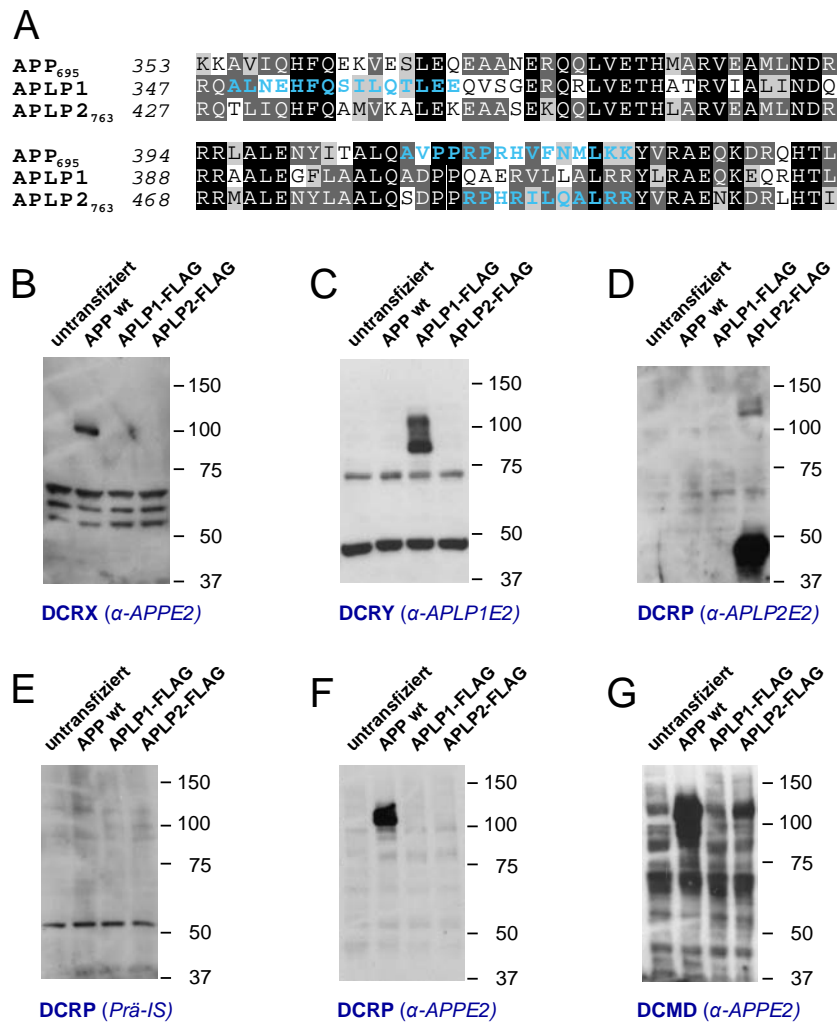 A
APP695 353 KKAVIQHFQEKVESLEQEAANERQQLVETHMARVEAMLNDR
APLP1 347 RQALNEHFQSILQTLEEQVSGERQRLVETHATRVIALINDQ
APLP2763 427 RQTLIQHFQAMVKALEKEAASEKQQLVETHLARVEAMLNDR
APP695 394 RRLALENYITALQAVPPRPRHVFNMLKKYVRAEQKDRQHTL
APLP1 388 RRAALEGFLAALQADPPQAERVLLALRRYLRAEQKEQRHTL
APLP2763 468 RRMALENYLAALQSDPPRPHRILQALRRYVRAENKDRLHTI
B
untransfiziert
APP wt
APLP1-FLAG
APLP2-FLAG
150
100
75
50
37
DCRX (α-APPE2)
C
untransfiziert
APP wt
APLP1-FLAG
APLP2-FLAG
150
100
75
50
37
DCRY (α-APLP1E2)
D
untransfiziert
APP wt
APLP1-FLAG
APLP2-FLAG
150
100
75
50
37
DCRP (α-APLP2E2)
E
untransfiziert
APP wt
APLP1-FLAG
APLP2-FLAG
150
100
75
50
37
DCRP (Prä-IS)
F
untransfiziert
APP wt
APLP1-FLAG
APLP2-FLAG
150
100
75
50
37
DCRP (α-APPE2)
G
untransfiziert
APP wt
APLP1-FLAG
APLP2-FLAG
150
100
75
50
37
DCMD (α-APPE2)